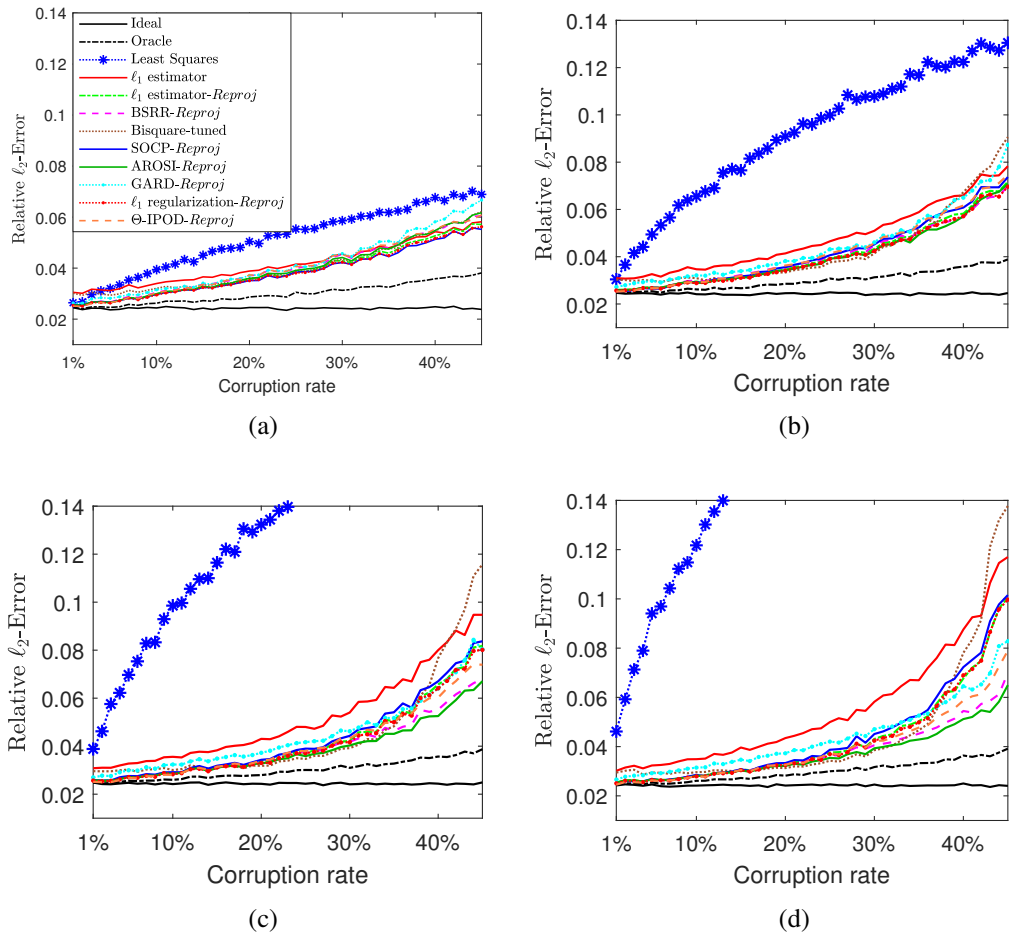 0.14
0.12
0.1
0.08
0.06
0.04
0.02
Relative ℓ₂-Error
Ideal
Oracle
Least Squares
ℓ₁ estimator
ℓ₁ estimator-Reproj
BSRR-Reproj
Bisquare-tuned
SOCP-Reproj
AROSI-Reproj
GARD-Reproj
ℓ₁ regularization-Reproj
Θ-IPOD-Reproj
1% 10% 20% 30% 40%
Corruption rate
(a)
0.14
0.12
0.1
0.08
0.06
0.04
0.02
Relative ℓ₂-Error
1% 10% 20% 30% 40%
Corruption rate
(b)
0.14
0.12
0.1
0.08
0.06
0.04
0.02
Relative ℓ₂-Error
1% 10% 20% 30% 40%
Corruption rate
(c)
0.14
0.12
0.1
0.08
0.06
0.04
0.02
Relative ℓ₂-Error
1% 10% 20% 30% 40%
Corruption rate
(d)